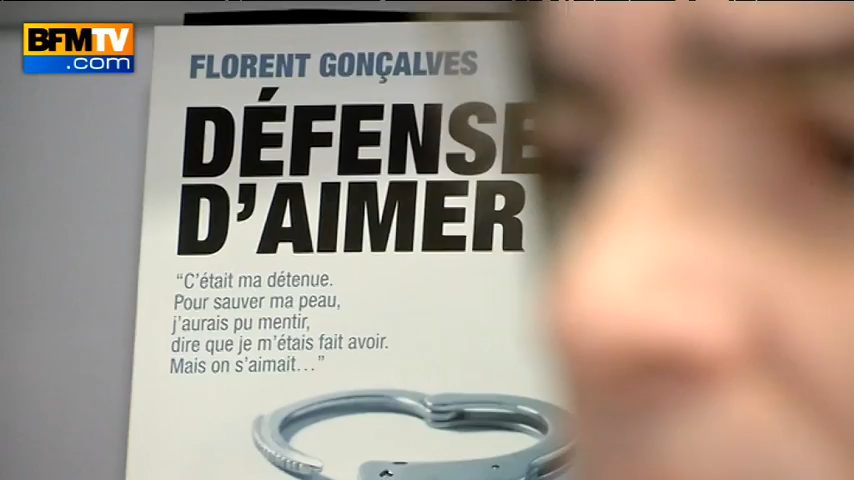 BFMTV
.com
FLORENT GONÇALVES
DÉFENSE
D'AIMER
“C'était ma détenue.
Pour sauver ma peau,
j'aurais pu mentir,
dire que je m'étais fait avoir.
Mais on s'aimait…”